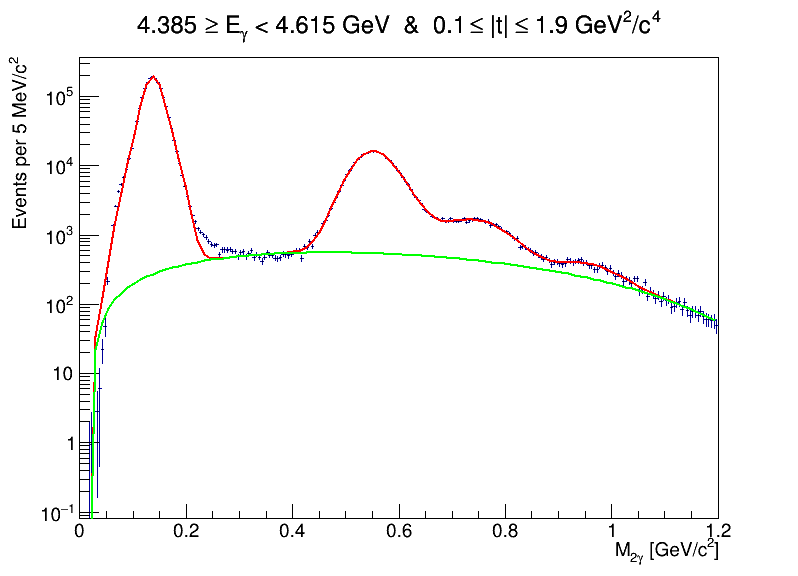 4.385 ≥ E_γ < 4.615 GeV & 0.1 ≤ |t| ≤ 1.9 GeV²/c⁴
Events per 5 MeV/c²
10⁵
10⁴
10³
10²
10
1
10⁻¹
0 0.2 0.4 0.6 0.8 1 1.2
M_2γ [GeV/c²]